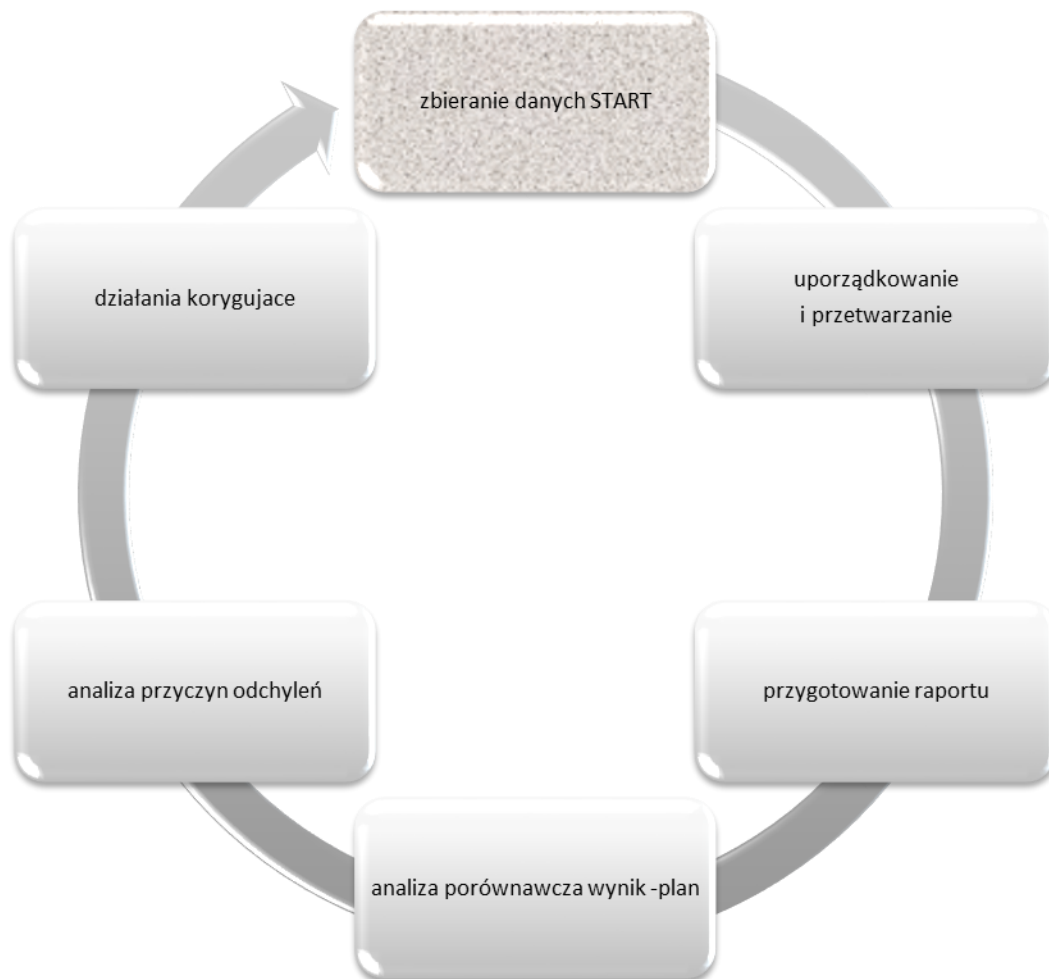 zbieranie danych START
uporządkowanie
i przetwarzanie
przygotowanie raportu
analiza porównawcza wynik -plan
analiza przyczyn odchyleń
działania korygujace